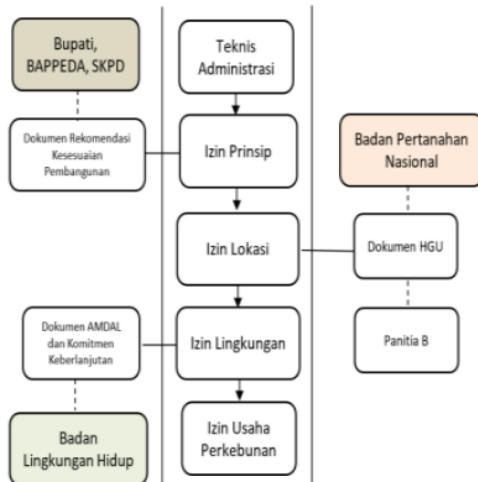 Bupati,
BAPPEDA, SKPD
Dokumen Rekomendasi
Kesesuaian
Pembangunan
Dokumen AMDAL
dan Komitmen
Keberlanjutan
Badan
Lingkungan Hidup
Teknis
Administrasi
Izin Prinsip
Izin Lokasi
Izin Lingkungan
Izin Usaha
Perkebunan
Badan Pertanahan
Nasional
Dokumen HGU
Panitia B